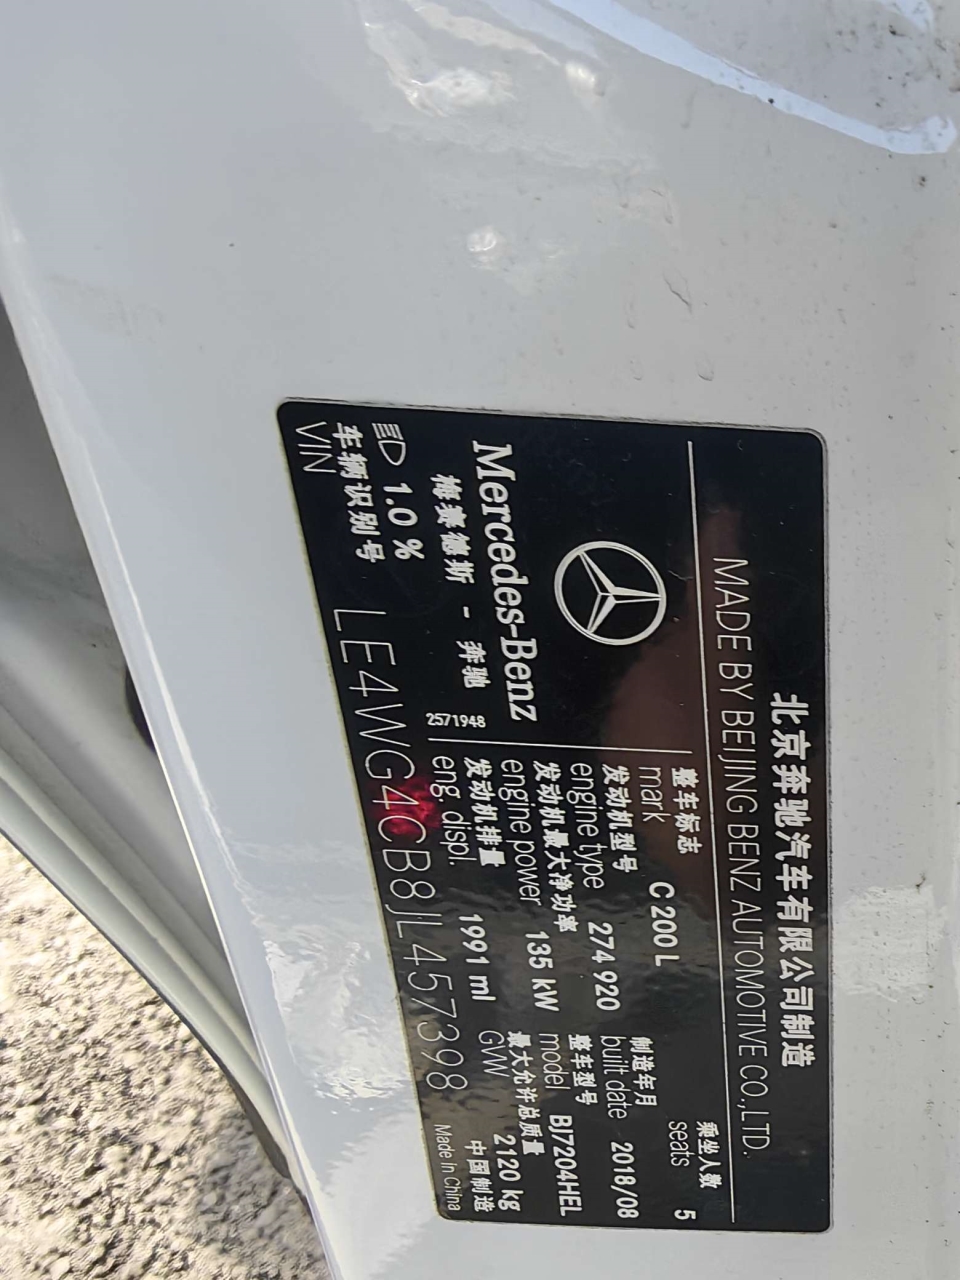 北京奔驰汽车有限公司制造
MADE BY BEIJING BENZ AUTOMOTIVE CO.,LTD.
Mercedes-Benz
梅赛德斯 - 奔驰
1.0 %
2571948
整车标志
mark C 200 L
乘坐人数
seats 5
发动机型号
engine type 274 920
制造年月
built date 2018/08
发动机最大净功率
engine power 135 kW
整车型号
model BJ7204HEL
发动机排量
eng. displ. 1991 ml
最大允许总质量
GVW 2120 kg
车辆识别号
VIN LE4WG4CB8JL457398
中国制造
Made in China